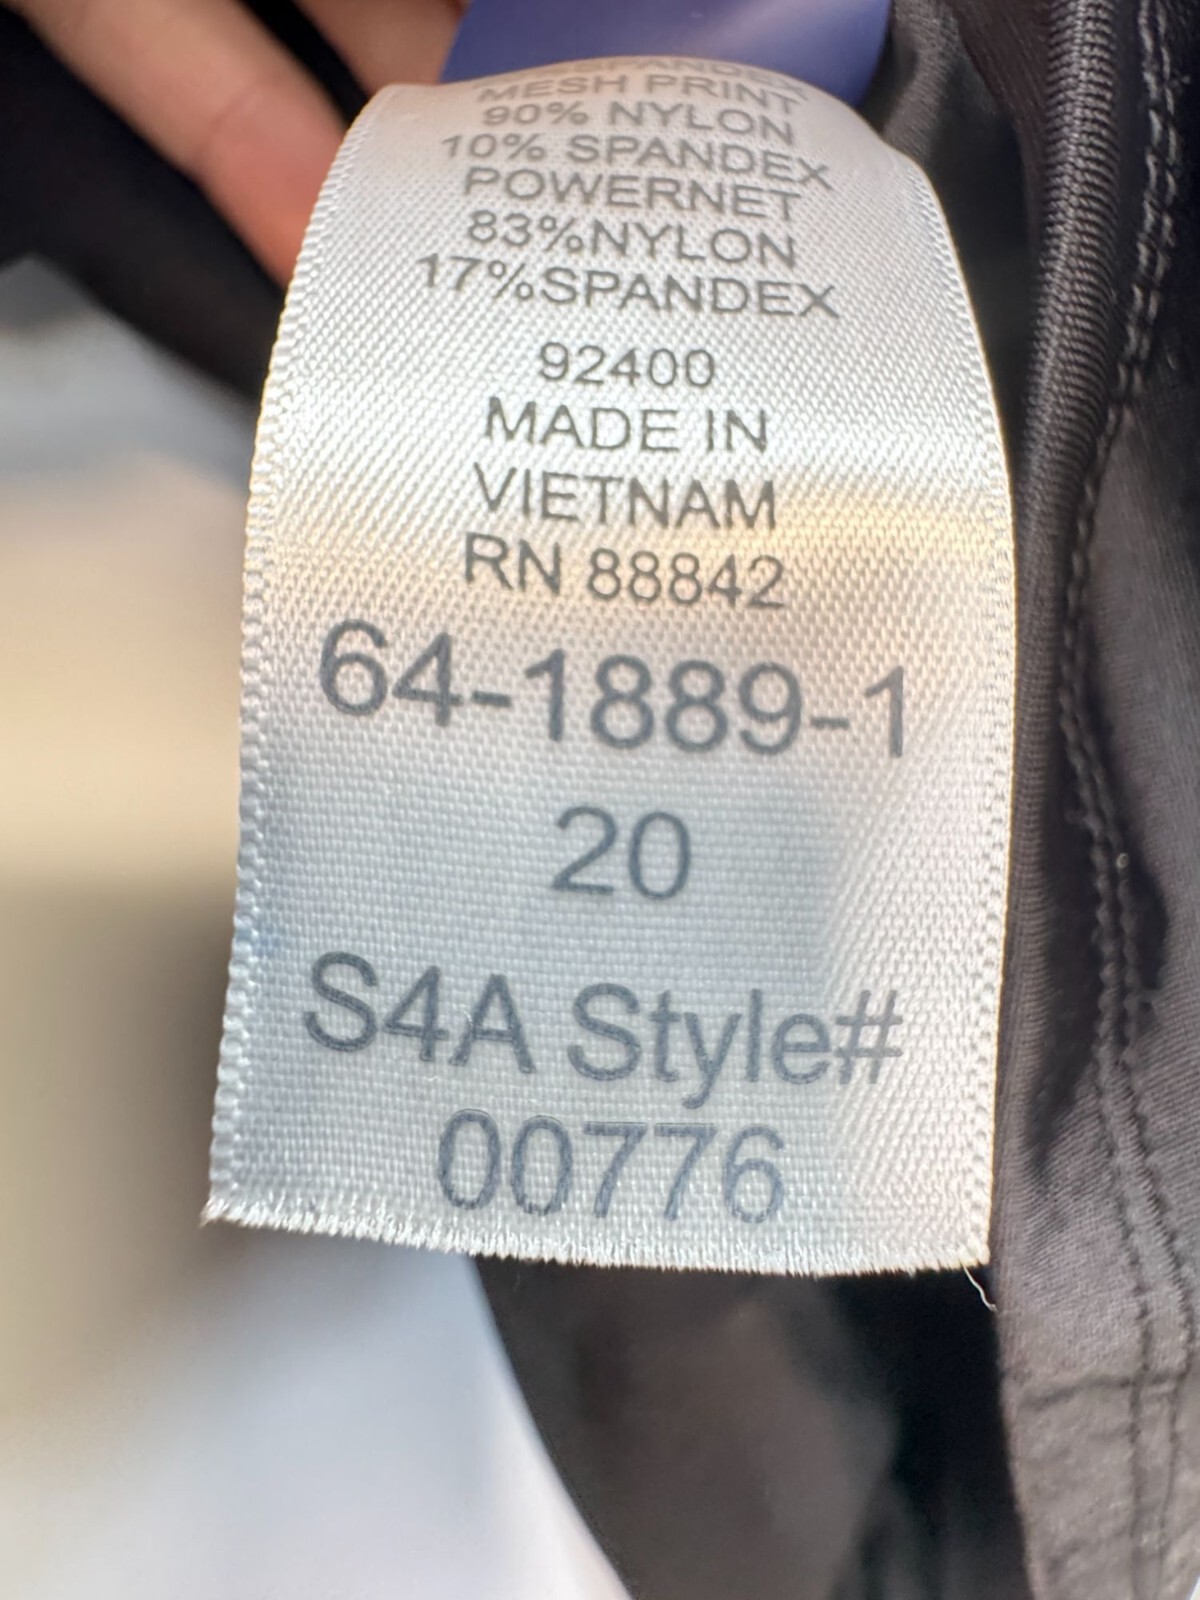 MESH PRINT
90% NYLON
10% SPANDEX
POWERNET
83%NYLON
17%SPANDEX
92400
MADE IN
VIETNAM
RN 88842
64-1889-1
20
S4A Style#
00776